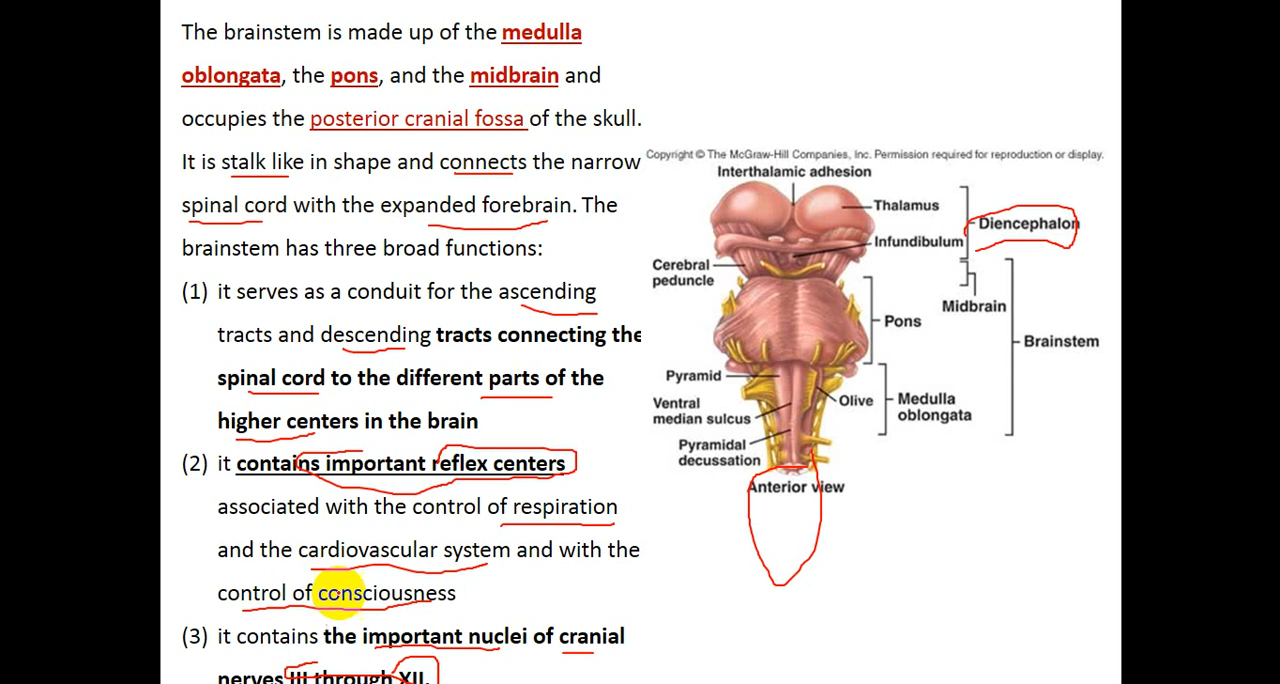 The brainstem is made up of the medulla
oblongata, the pons, and the midbrain and
occupies the posterior cranial fossa of the skull.
It is stalk like in shape and connects the narrow
spinal cord with the expanded forebrain. The
brainstem has three broad functions:
(1) it serves as a conduit for the ascending
tracts and descending tracts connecting the
spinal cord to the different parts of the
higher centers in the brain
(2) it contains important reflex centers
associated with the control of respiration
and the cardiovascular system and with the
control of consciousness
(3) it contains the important nuclei of cranial
nerves III through XII.
Copyright © The McGraw-Hill Companies, Inc. Permission required for reproduction or display.
Interthalamic adhesion
Thalamus
Diencephalon
Infundibulum
Cerebral
peduncle
Midbrain
Pons
Brainstem
Pyramid
Olive
Medulla
oblongata
Ventral
median sulcus
Pyramidal
decussation
Anterior view